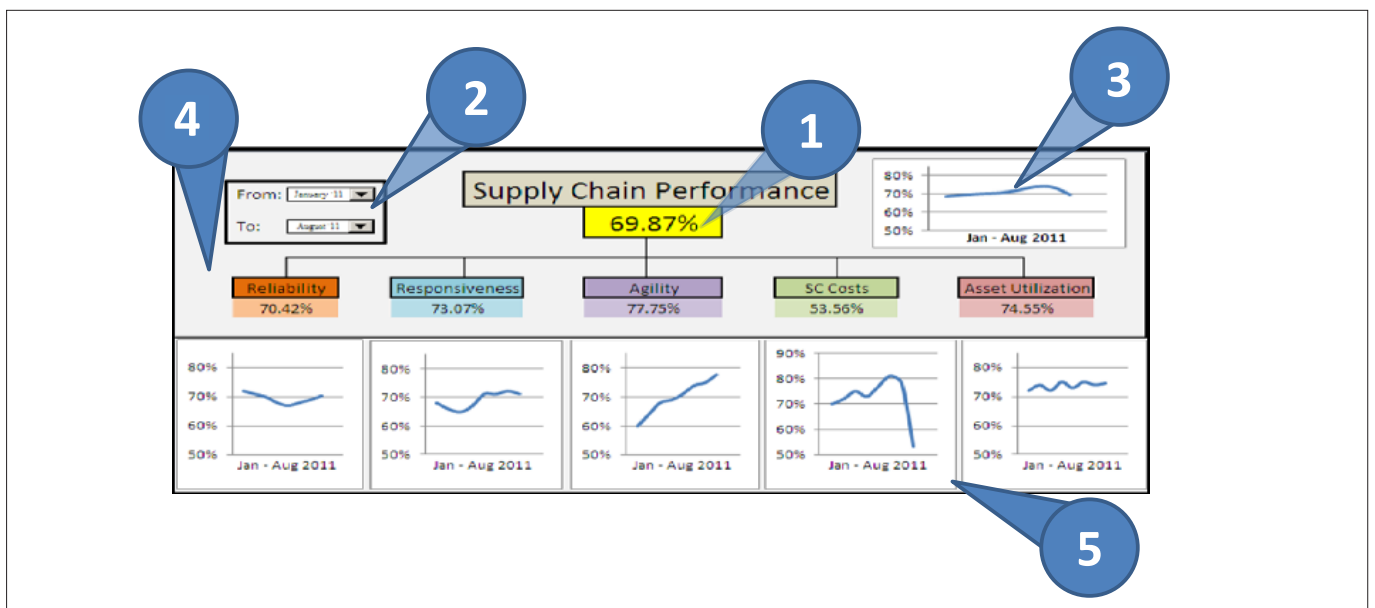 4
2
1
3
From: January '11
To: August '11
Supply Chain Performance
69.87%
80%
70%
60%
50%
Jan - Aug 2011
Reliability
70.42%
Responsiveness
73.07%
Agility
77.75%
SC Costs
53.56%
Asset Utilization
74.55%
80%
70%
60%
50%
Jan - Aug 2011
80%
70%
60%
50%
Jan - Aug 2011
80%
70%
60%
50%
Jan - Aug 2011
90%
80%
70%
60%
50%
Jan - Aug 2011
80%
70%
60%
50%
Jan - Aug 2011
5